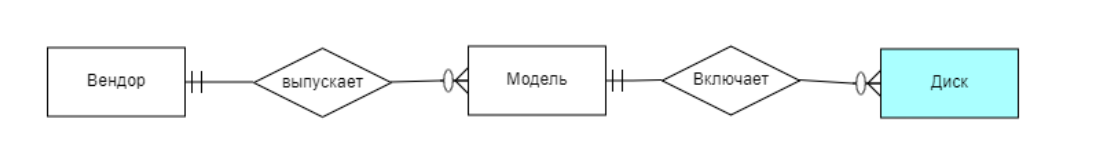 Вендор
выпускает
Модель
Включает
Диск